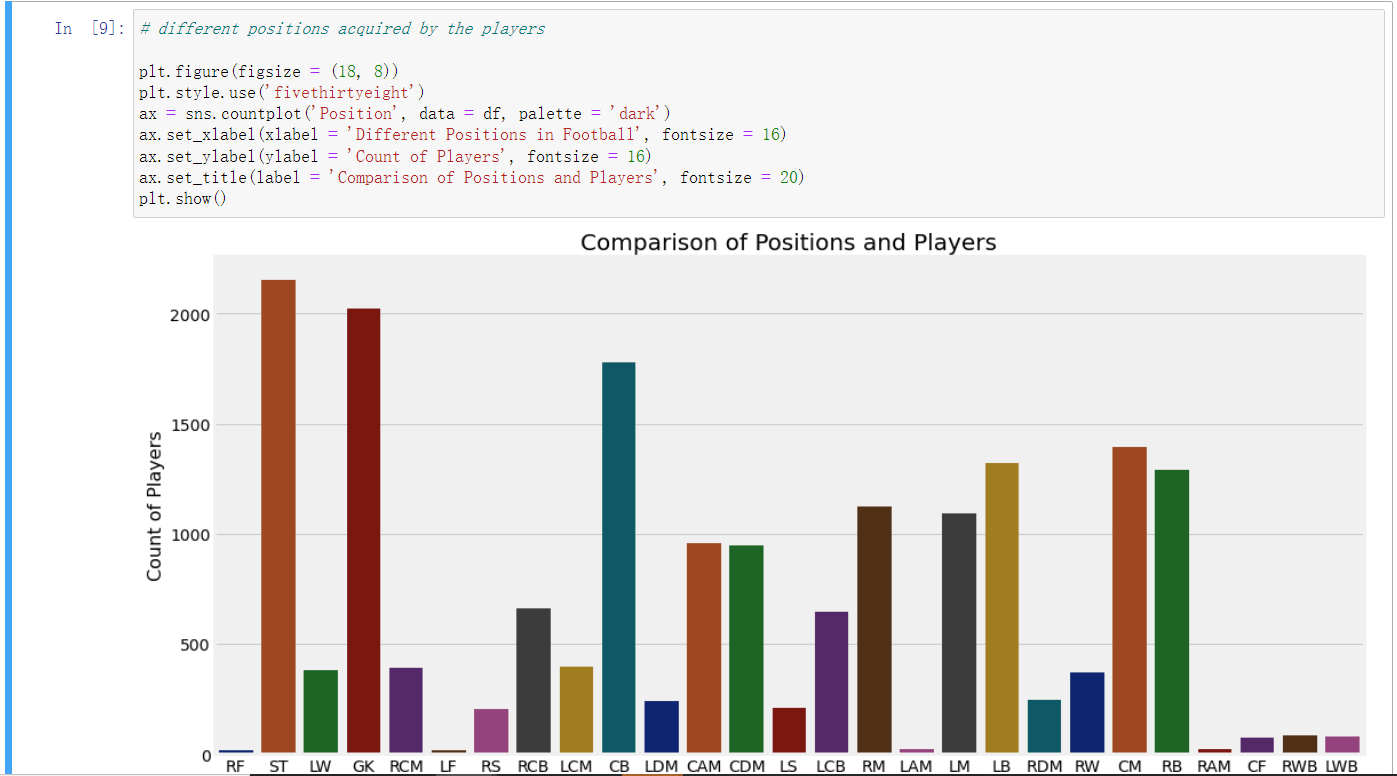 In [9]: # different positions acquired by the players
plt.figure(figsize = (18, 8))
plt.style.use('fivethirtyeight')
ax = sns.countplot('Position', data = df, palette = 'dark')
ax.set_xlabel(xlabel = 'Different Positions in Football', fontsize = 16)
ax.set_ylabel(ylabel = 'Count of Players', fontsize = 16)
ax.set_title(label = 'Comparison of Positions and Players', fontsize = 20)
plt.show()
Comparison of Positions and Players
2000
1500
1000
500
0
Count of Players
RF ST LW GK RCM LF RS RCB LCM CB LDM CAM CDM LS LCB RM LAM LM LB RDM RW CM RB RAM CF RWB LWB